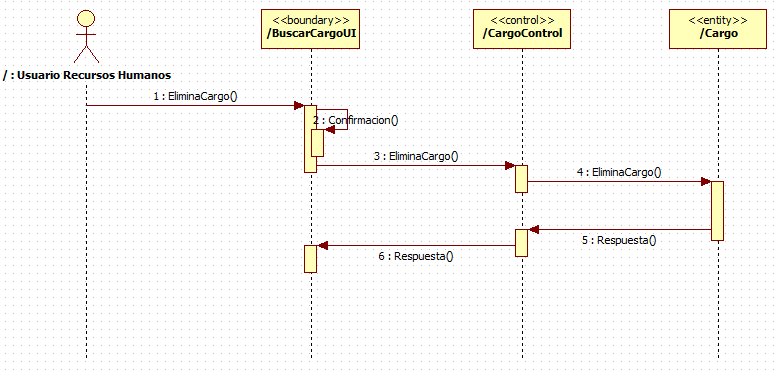 <<boundary>>
/BuscarCargoUI
<<control>>
/CargoControl
<<entity>>
/Cargo
/ : Usuario Recursos Humanos
1 : EliminaCargo()
2 : Confirmacion()
3 : EliminaCargo()
4 : EliminaCargo()
5 : Respuesta()
6 : Respuesta()